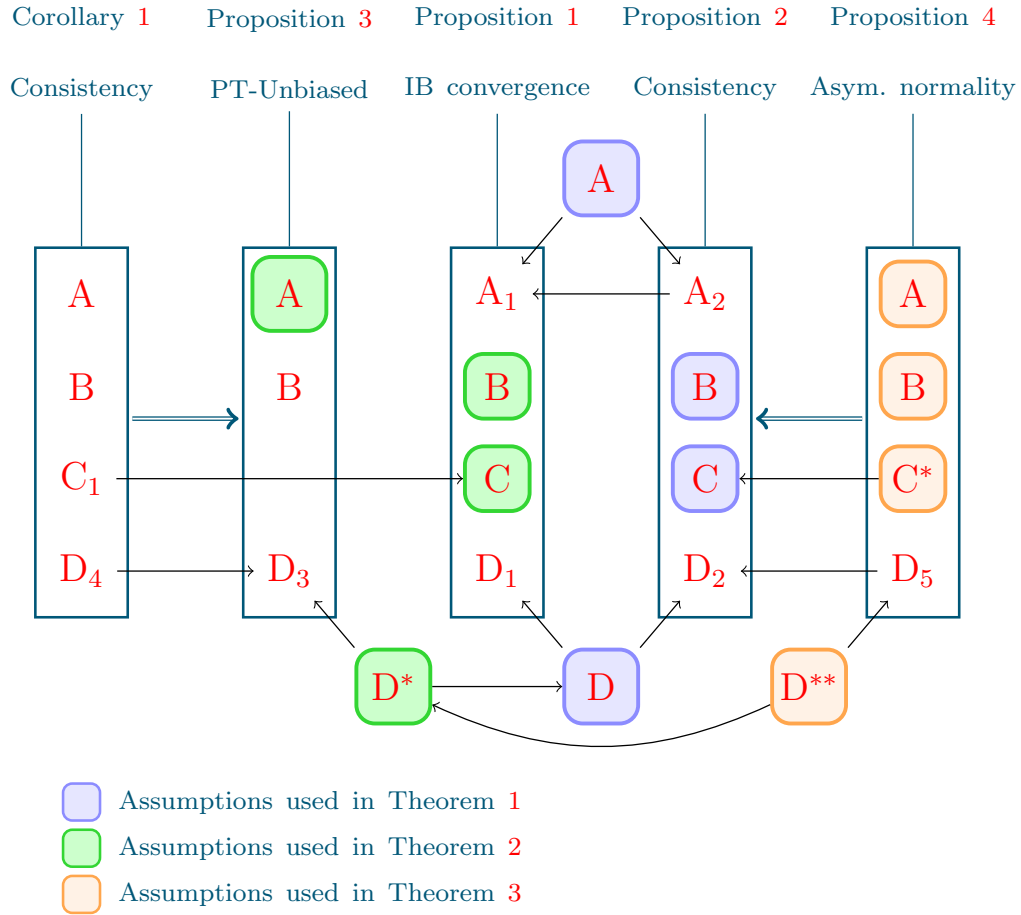 Corollary 1 Proposition 3 Proposition 1 Proposition 2 Proposition 4
Consistency PT-Unbiased IB convergence Consistency Asym. normality
A
A A A₁ A₂ A
B B B B B
C₁ C C C*
D₄ D₃ D₁ D₂ D₅
D* D D**
Assumptions used in Theorem 1
Assumptions used in Theorem 2
Assumptions used in Theorem 3